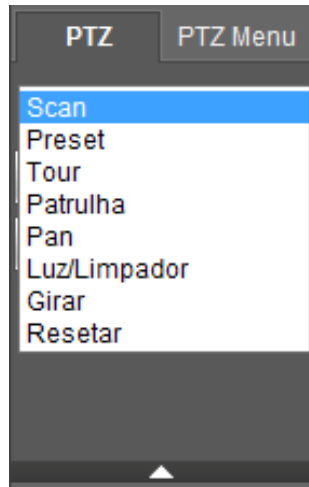 PTZ PTZ Menu
Scan
Preset
Tour
Patrulha
Pan
Luz/Limpador
Girar
Resetar